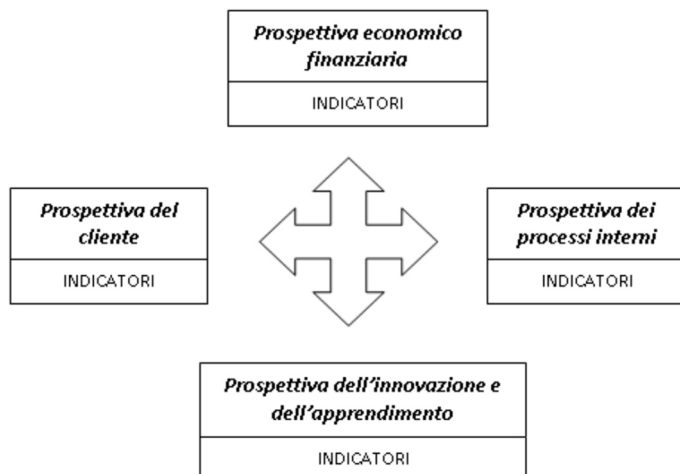 Prospettiva economico
finanziaria
INDICATORI
Prospettiva del
cliente
INDICATORI
Prospettiva dei
processi interni
INDICATORI
Prospettiva dell'innovazione e
dell'apprendimento
INDICATORI